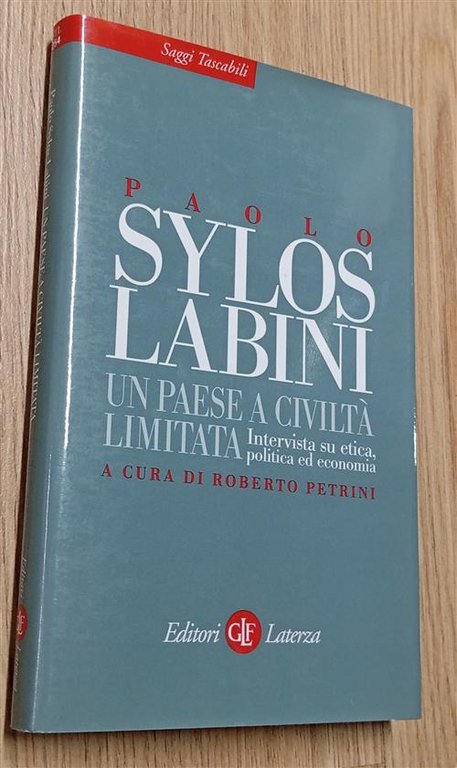 Saggi Tascabili
PAOLO
SYLOS
LABINI
UN PAESE A CIVILTÀ
LIMITATA Intervista su etica,
politica ed economia
A CURA DI ROBERTO PETRINI
Editori GLF Laterza